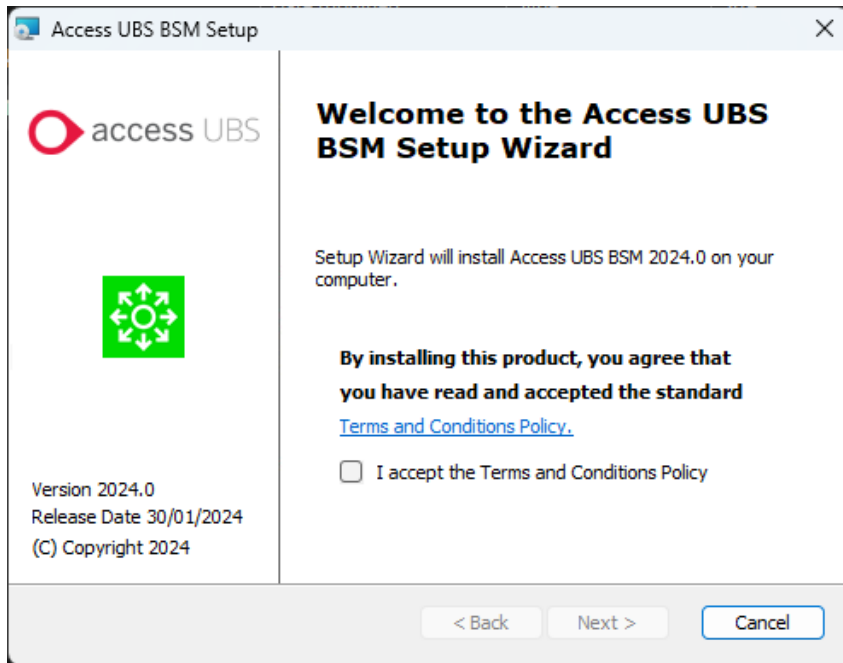 Access UBS BSM Setup
access UBS
Welcome to the Access UBS
BSM Setup Wizard
Setup Wizard will install Access UBS BSM 2024.0 on your
computer.
By installing this product, you agree that
you have read and accepted the standard
Terms and Conditions Policy.
I accept the Terms and Conditions Policy
Version 2024.0
Release Date 30/01/2024
(C) Copyright 2024
< Back
Next >
Cancel